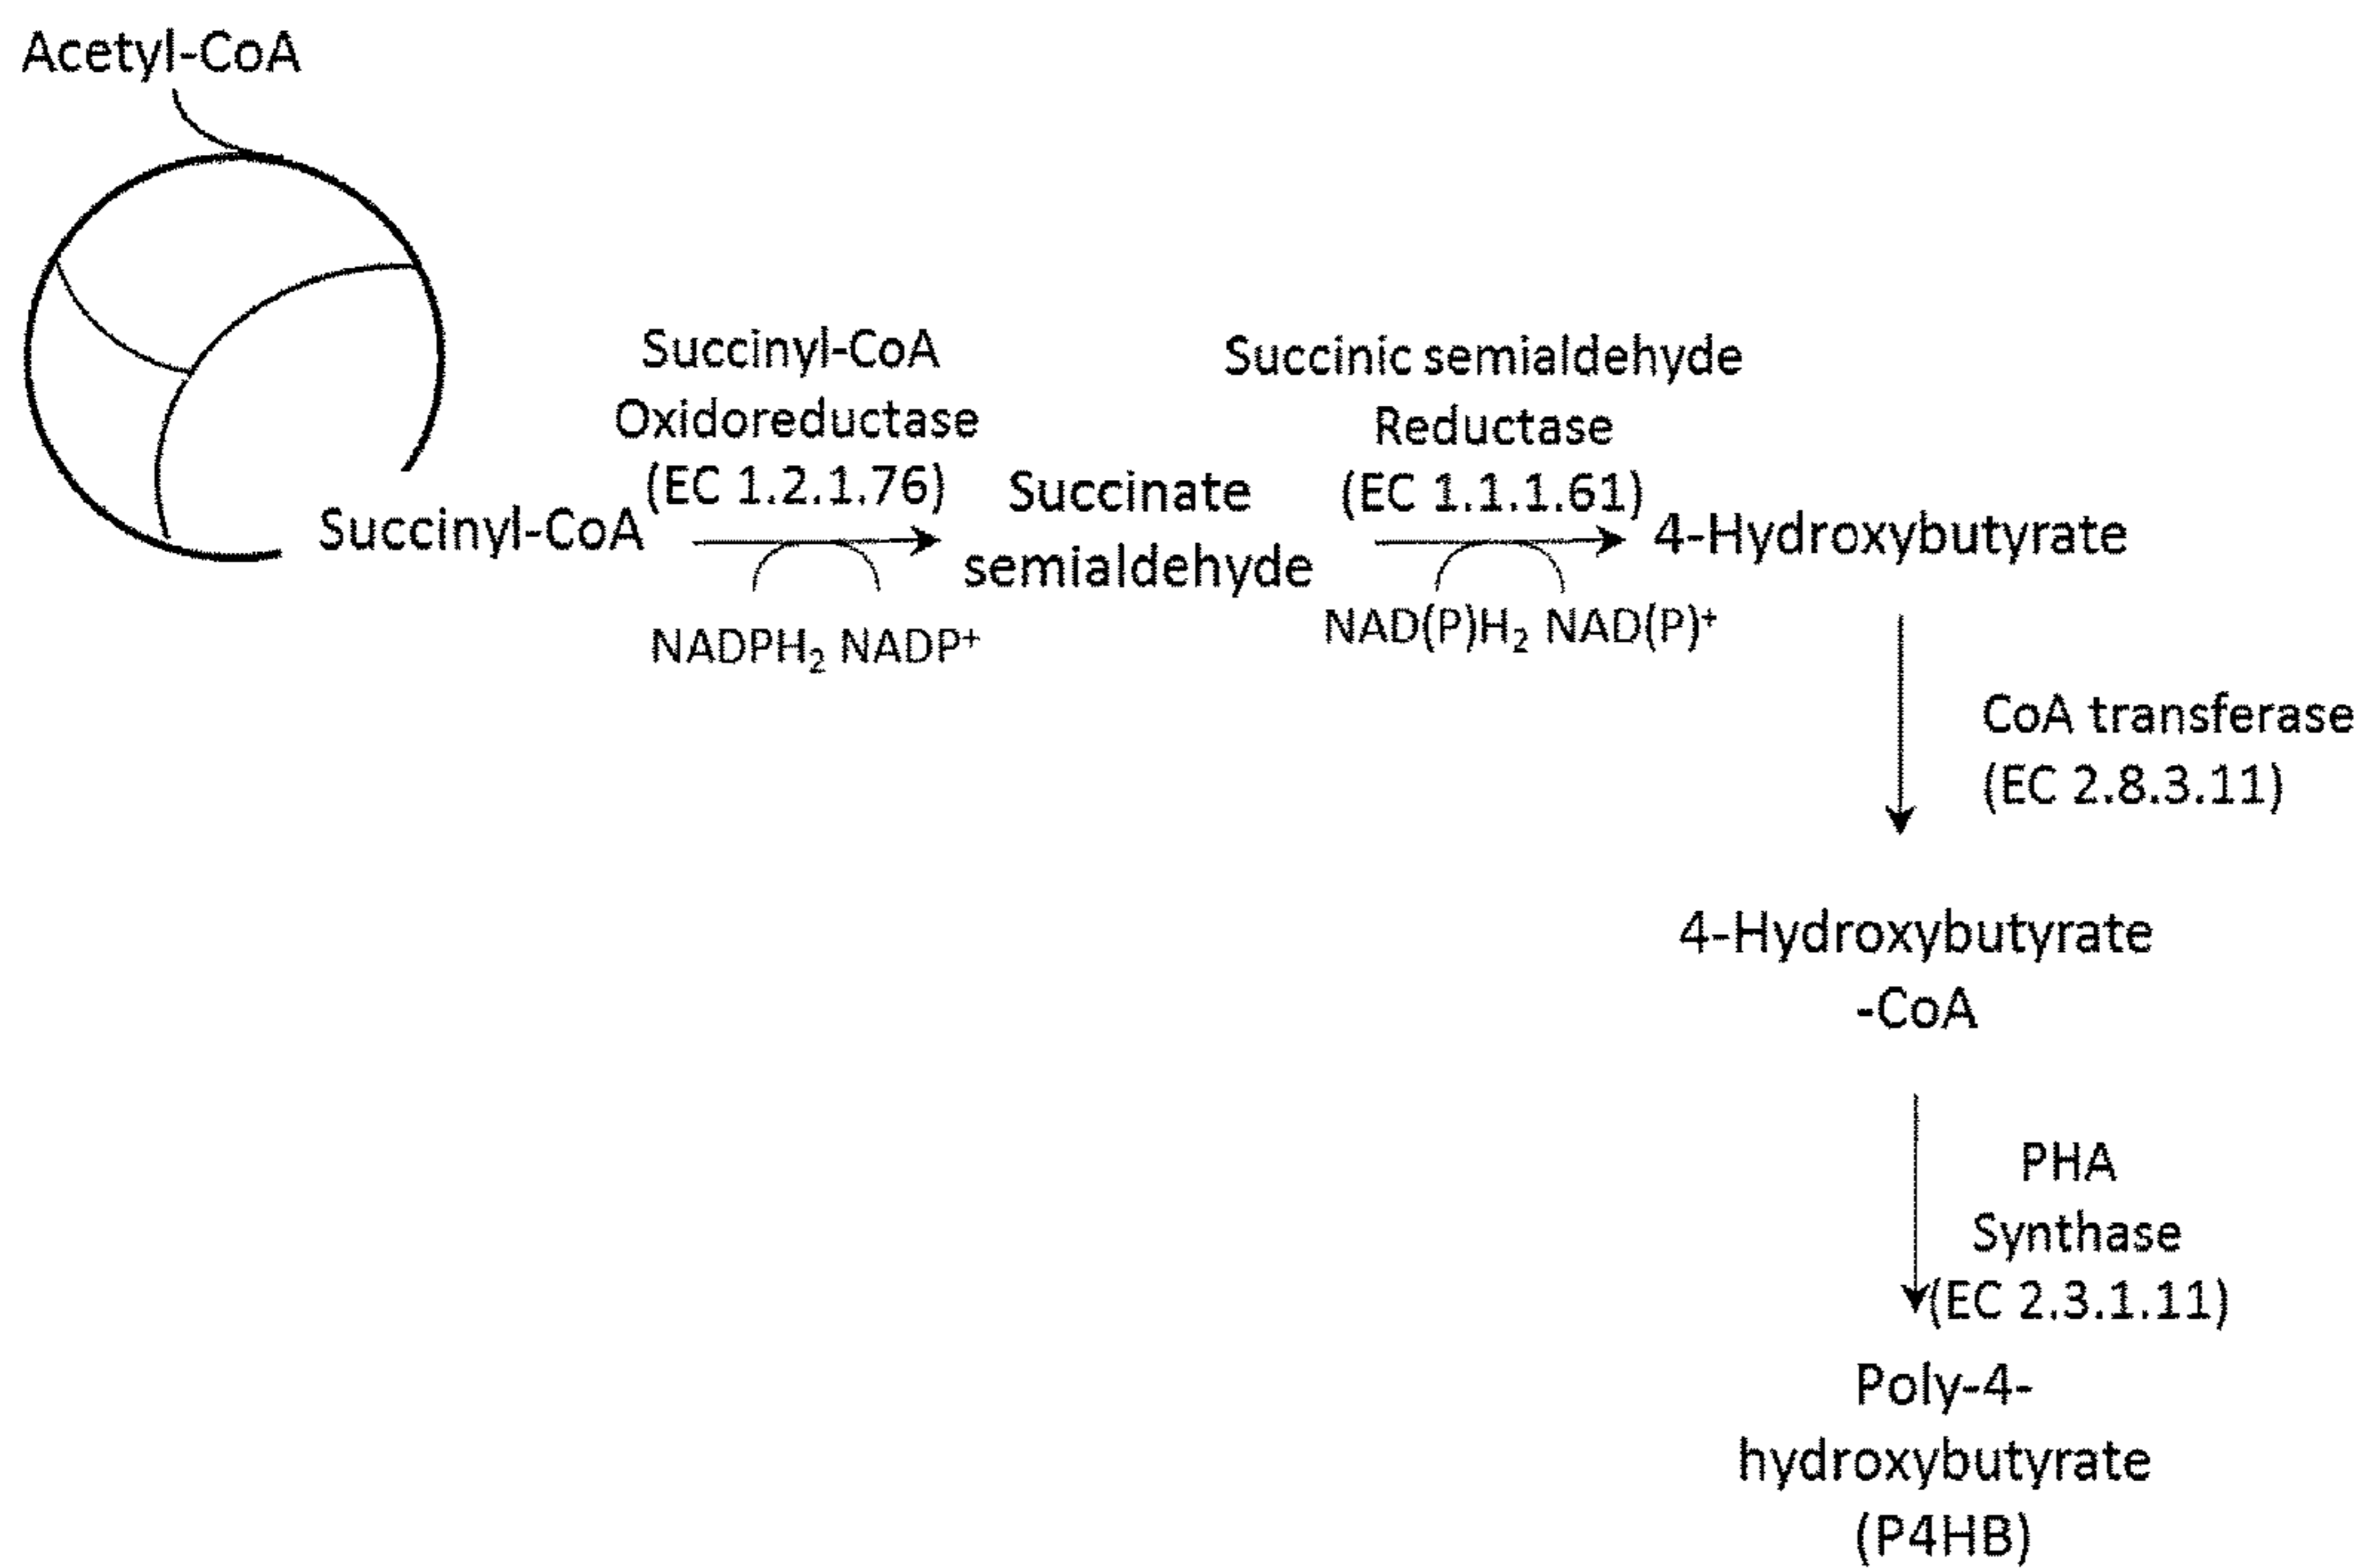 Acetyl-CoA
Succinyl-CoA
Succinyl-CoA
Oxidoreductase
(EC 1.2.1.76)
NADPH₂ NADP⁺
Succinate
semialdehyde
Succinic semialdehyde
Reductase
(EC 1.1.1.61)
NAD(P)H₂ NAD(P)⁺
4-Hydroxybutyrate
CoA transferase
(EC 2.8.3.11)
4-Hydroxybutyrate
-CoA
PHA
Synthase
(EC 2.3.1.11)
Poly-4-
hydroxybutyrate
(P4HB)